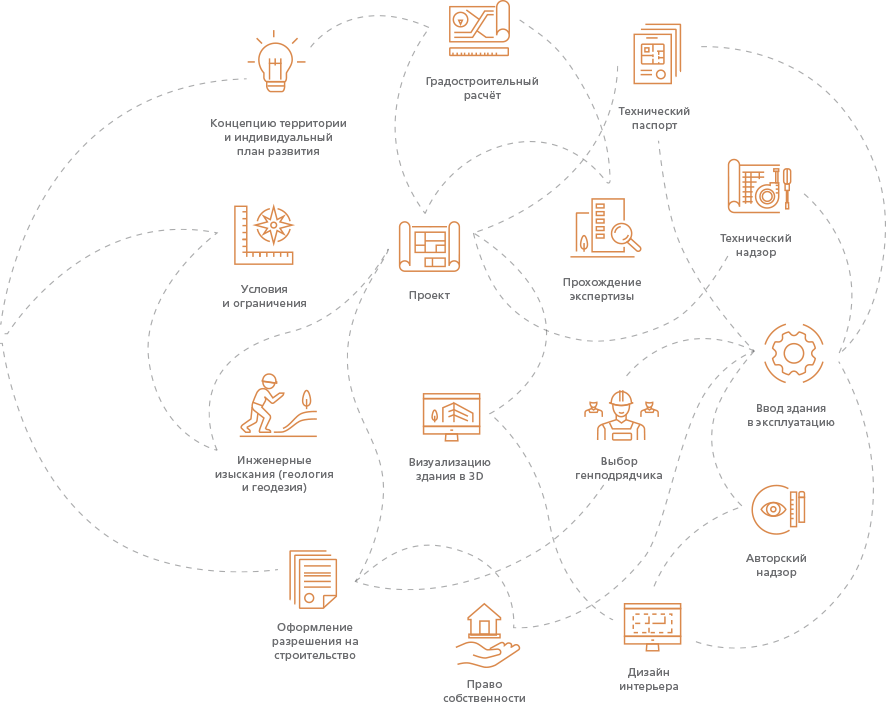 Градостроительный
расчёт
Технический
паспорт
Концепцию территории
и индивидуальный
план развития
Технический
надзор
Прохождение
экспертизы
Условия
и ограничения
Проект
Ввод здания
в эксплуатацию
Инженерные
изыскания (геология
и геодезия)
Визуализацию
здания в 3D
Выбор
генподрядчика
Авторский
надзор
Оформление
разрешения на
строительство
Право
собственности
Дизайн
интерьера